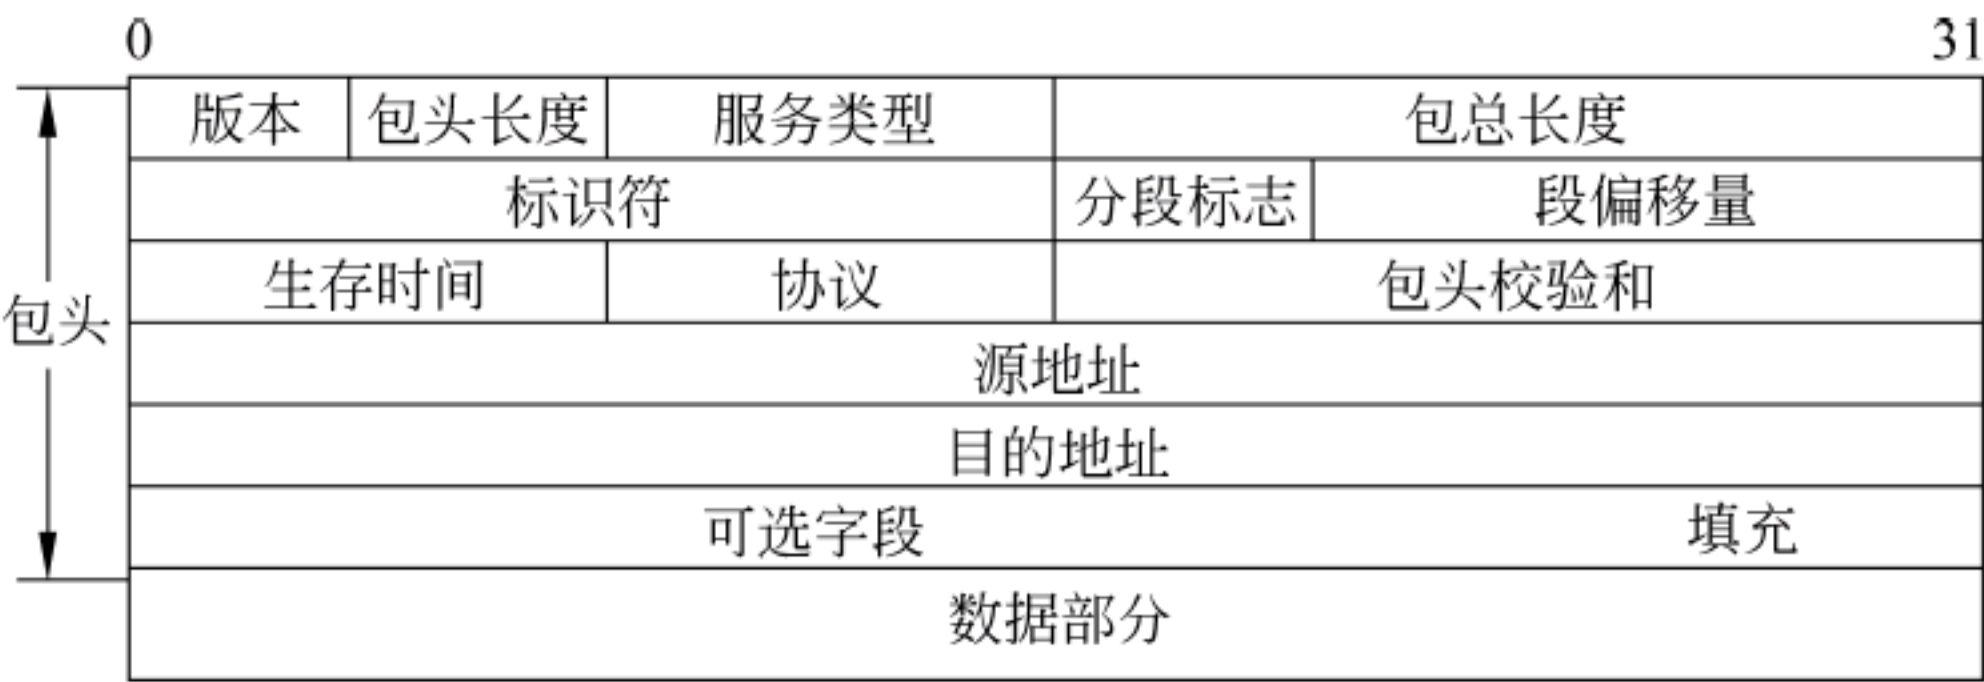 0 31
版本 包头长度 服务类型 包总长度
标识符 分段标志 段偏移量
生存时间 协议 包头校验和
包头
源地址
目的地址
可选字段 填充
数据部分